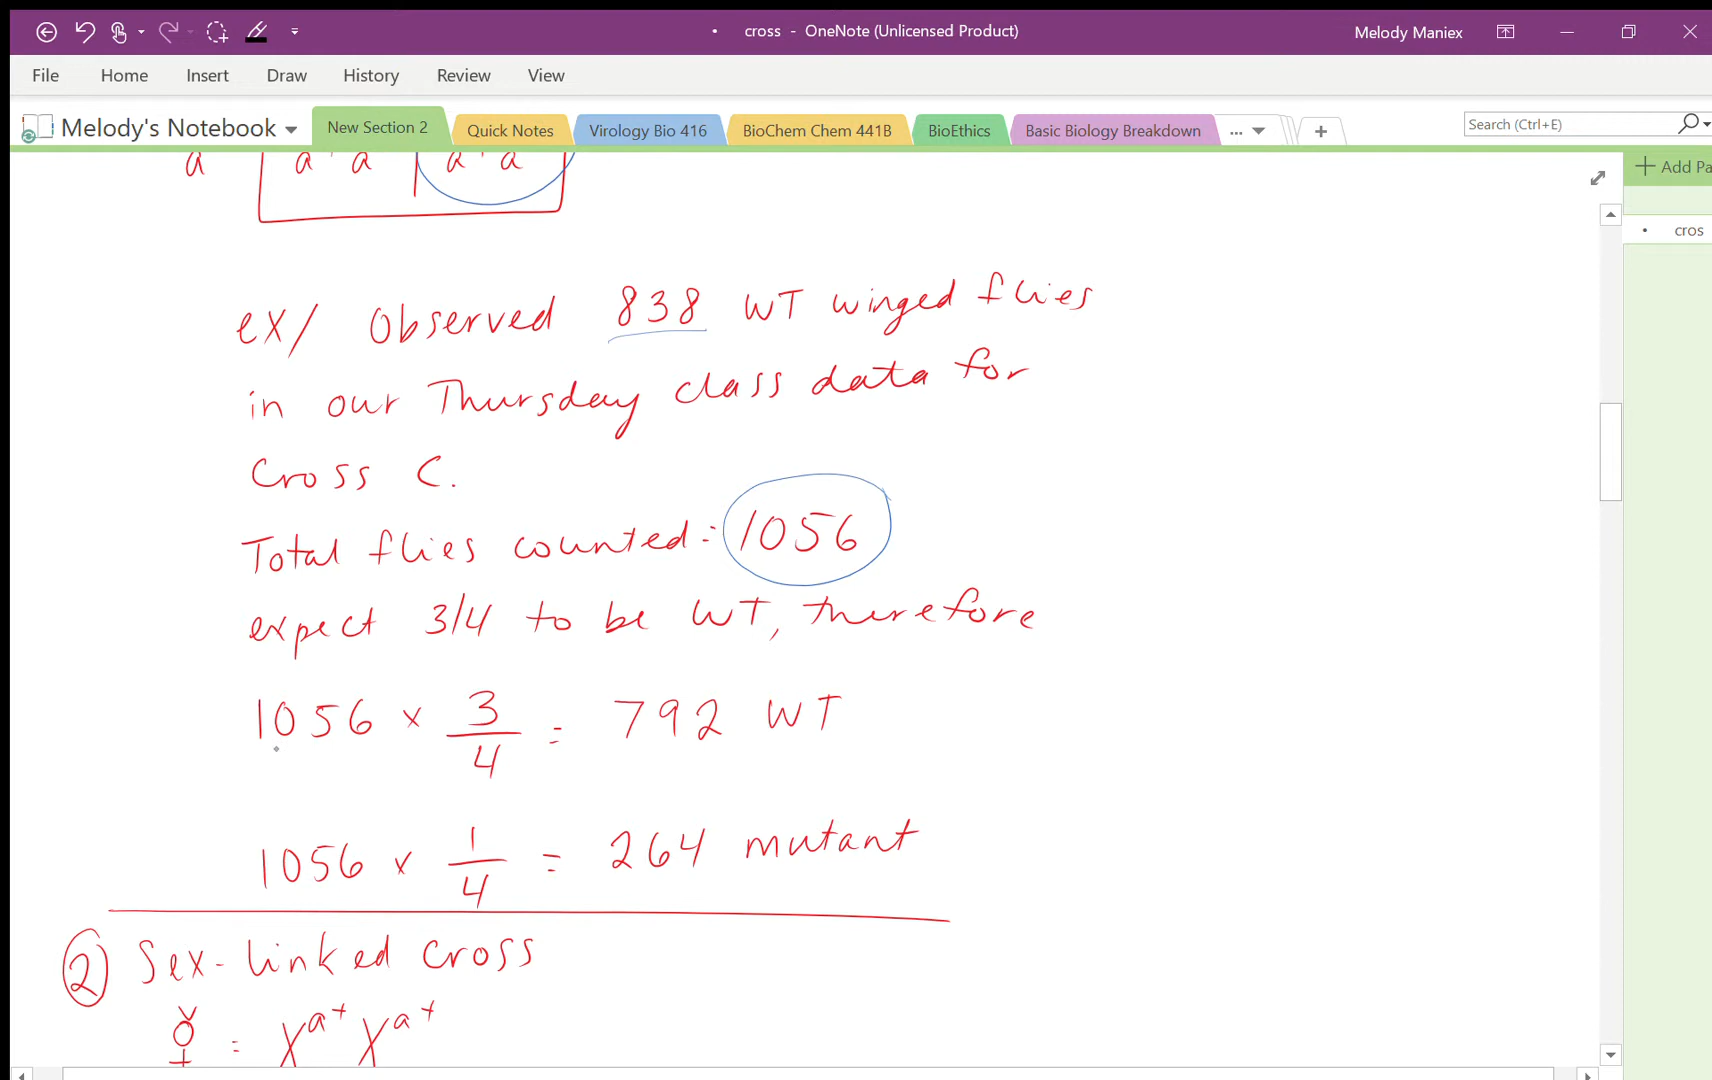 cross - OneNote (Unlicensed Product)
Melody Maniex
File Home Insert Draw History Review View
Melody's Notebook
New Section 2
Quick Notes
Virology Bio 416
BioChem Chem 441B
BioEthics
Basic Biology Breakdown
...
Search (Ctrl+E)
Add Pa
cros
a a+ a a+ a
ex/ Observed 838 WT winged flies
in our Thursday class data for
Cross C.
Total flies counted: 1056
expect 3/4 to be WT, therefore
1056 × 3/4 = 792 WT
1056 × 1/4 = 264 mutant
② Sex-linked cross
♀ = X^a+ X^a+